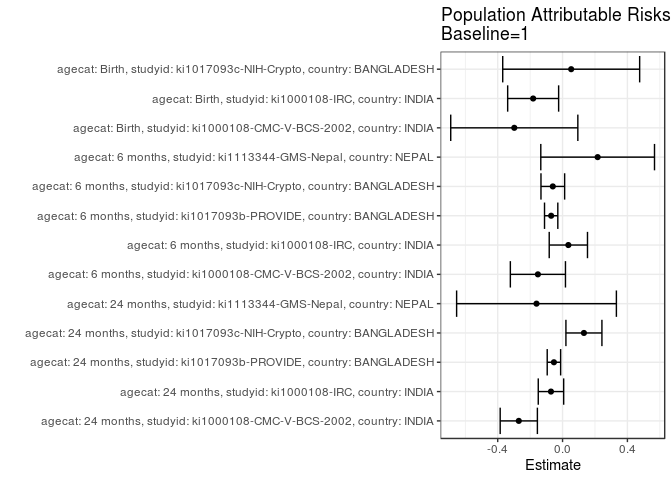 Population Attributable Risks
Baseline=1
agecat: Birth, studyid: ki1017093c-NIH-Crypto, country: BANGLADESH
agecat: Birth, studyid: ki1000108-IRC, country: INDIA
agecat: Birth, studyid: ki1000108-CMC-V-BCS-2002, country: INDIA
agecat: 6 months, studyid: ki1113344-GMS-Nepal, country: NEPAL
agecat: 6 months, studyid: ki1017093c-NIH-Crypto, country: BANGLADESH
agecat: 6 months, studyid: ki1017093b-PROVIDE, country: BANGLADESH
agecat: 6 months, studyid: ki1000108-IRC, country: INDIA
agecat: 6 months, studyid: ki1000108-CMC-V-BCS-2002, country: INDIA
agecat: 24 months, studyid: ki1113344-GMS-Nepal, country: NEPAL
agecat: 24 months, studyid: ki1017093c-NIH-Crypto, country: BANGLADESH
agecat: 24 months, studyid: ki1017093b-PROVIDE, country: BANGLADESH
agecat: 24 months, studyid: ki1000108-IRC, country: INDIA
agecat: 24 months, studyid: ki1000108-CMC-V-BCS-2002, country: INDIA
-0.4 0.0 0.4
Estimate